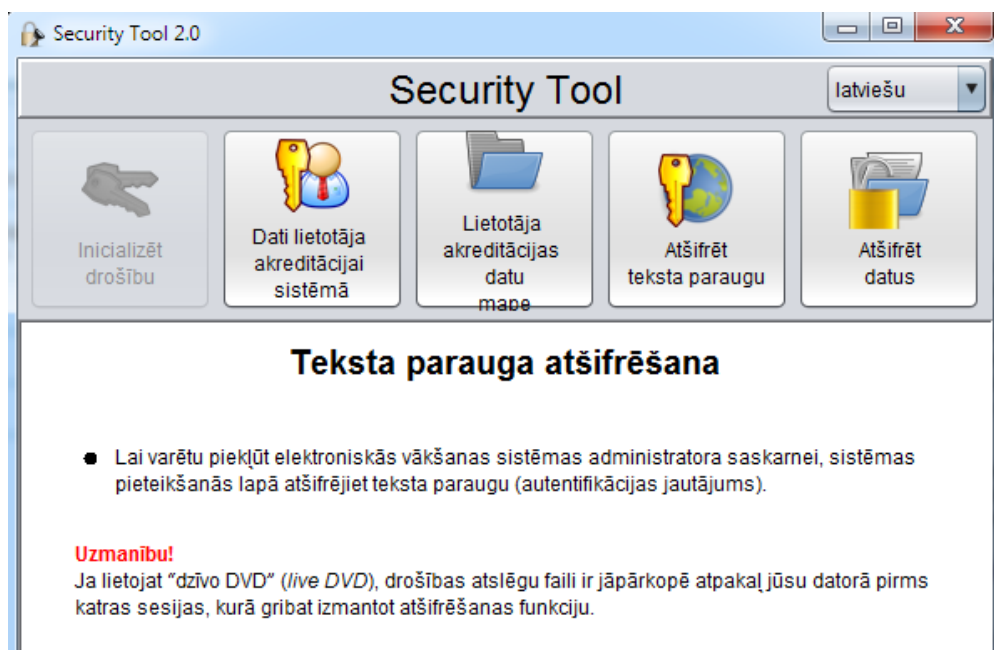 Security Tool 2.0
Security Tool
latviešu
Inicializēt
drošību
Dati lietotāja
akreditācijai
sistēmā
Lietotāja
akreditācijas
datu
mape
Atšifrēt
teksta paraugu
Atšifrēt
datus
Teksta parauga atšifrēšana
Lai varētu piekļūt elektroniskās vākšanas sistēmas administratora saskarnei, sistēmas
pieteikšanās lapā atšifrējiet teksta paraugu (autentifikācijas jautājums).
Uzmanību!
Ja lietojat “dzīvo DVD” (live DVD), drošības atslēgu faili ir jāpārkopē atpakaļ jūsu datorā pirms
katras sesijas, kurā gribat izmantot atšifrēšanas funkciju.